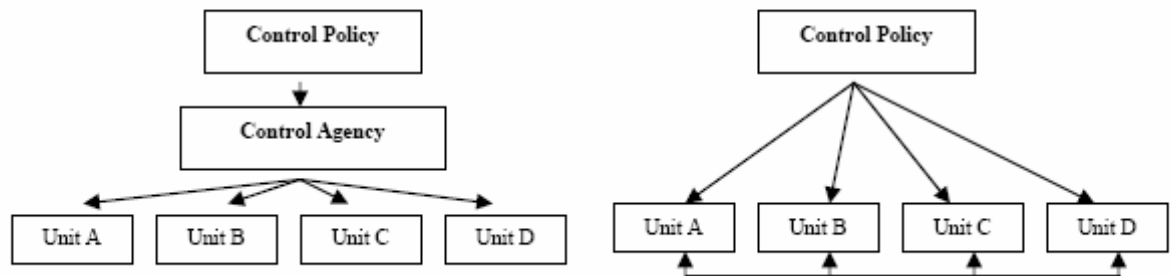 Control Policy
Control Agency
Unit A
Unit B
Unit C
Unit D
Control Policy
Unit A
Unit B
Unit C
Unit D